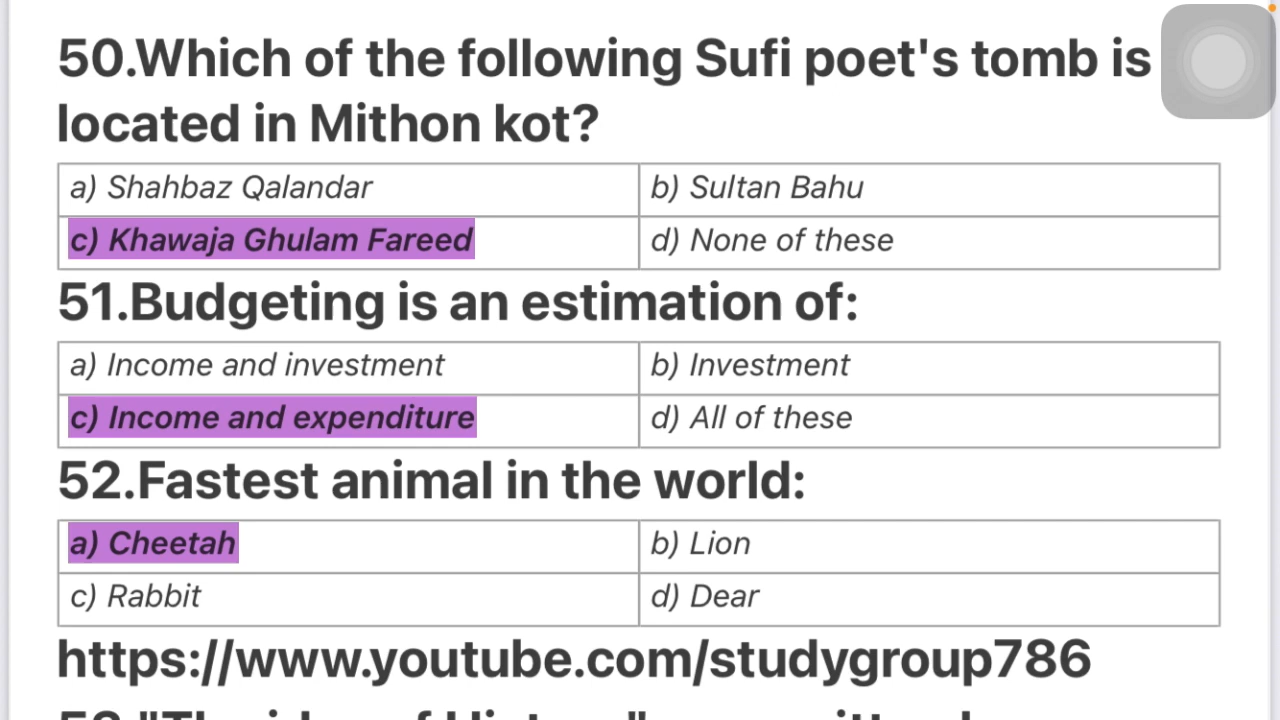 50.Which of the following Sufi poet's tomb is
located in Mithon kot?
a) Shahbaz Qalandar
b) Sultan Bahu
c) Khawaja Ghulam Fareed
d) None of these
51.Budgeting is an estimation of:
a) Income and investment
b) Investment
c) Income and expenditure
d) All of these
52.Fastest animal in the world:
a) Cheetah
b) Lion
c) Rabbit
d) Dear
https://www.youtube.com/studygroup786